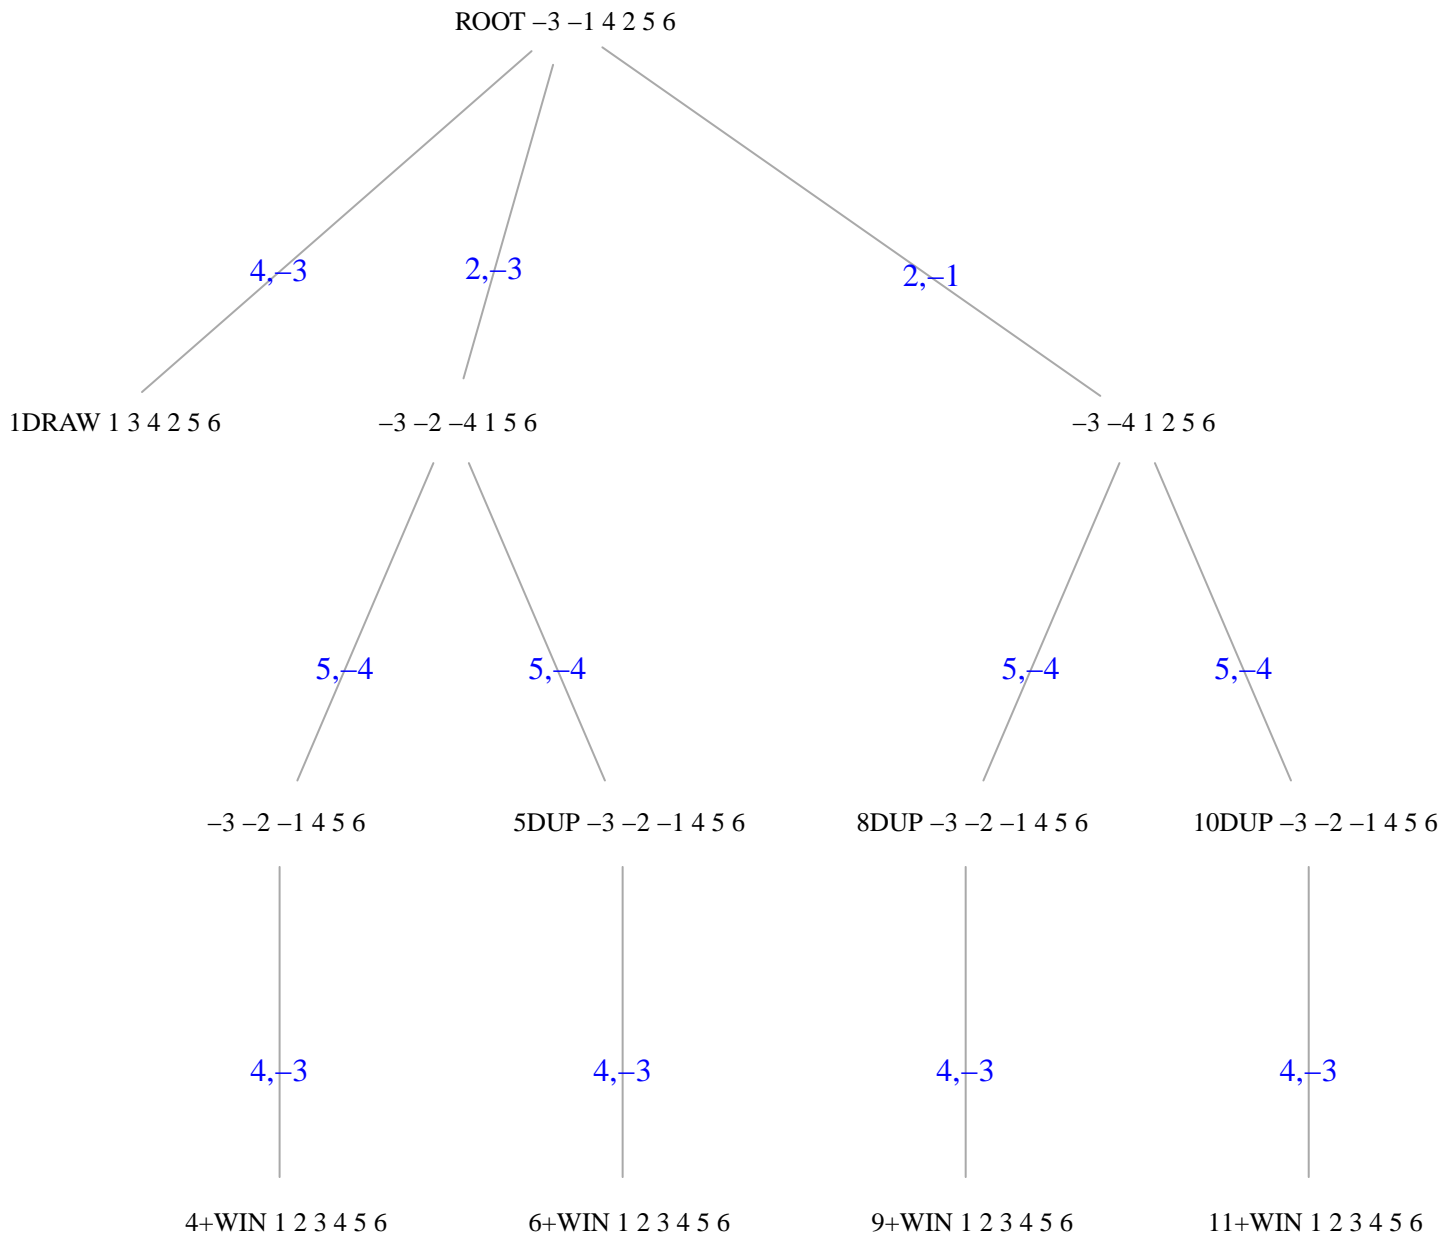 ROOT –3 –1 4 2 5 6
4,–3
2,–3
2,–1
1DRAW 1 3 4 2 5 6
–3 –2 –4 1 5 6
–3 –4 1 2 5 6
5,–4
5,–4
5,–4
5,–4
–3 –2 –1 4 5 6
5DUP –3 –2 –1 4 5 6
8DUP –3 –2 –1 4 5 6
10DUP –3 –2 –1 4 5 6
4,–3
4,–3
4,–3
4,–3
4+WIN 1 2 3 4 5 6
6+WIN 1 2 3 4 5 6
9+WIN 1 2 3 4 5 6
11+WIN 1 2 3 4 5 6